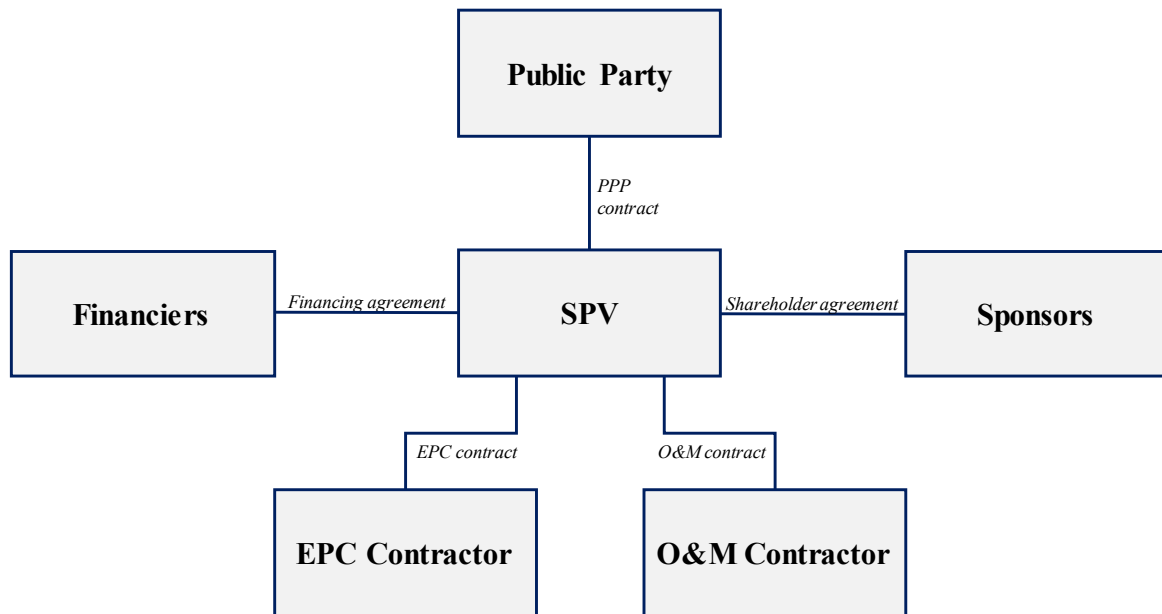 Public Party
PPP
contract
Financiers
Financing agreement
SPV
Shareholder agreement
Sponsors
EPC contract
O&M contract
EPC Contractor
O&M Contractor